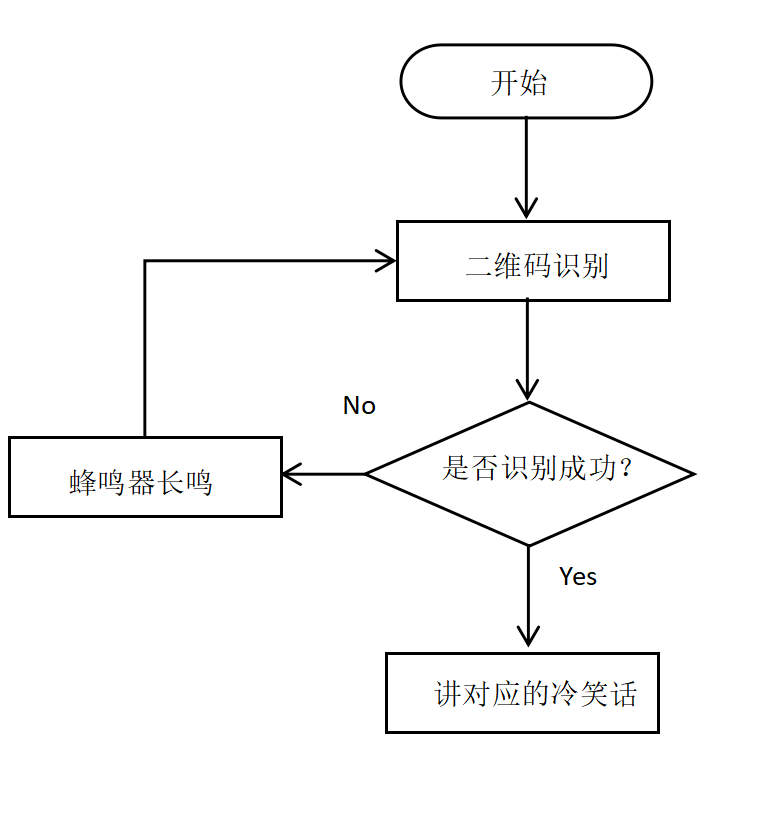 开始
二维码识别
No
是否识别成功？
蜂鸣器长鸣
Yes
讲对应的冷笑话